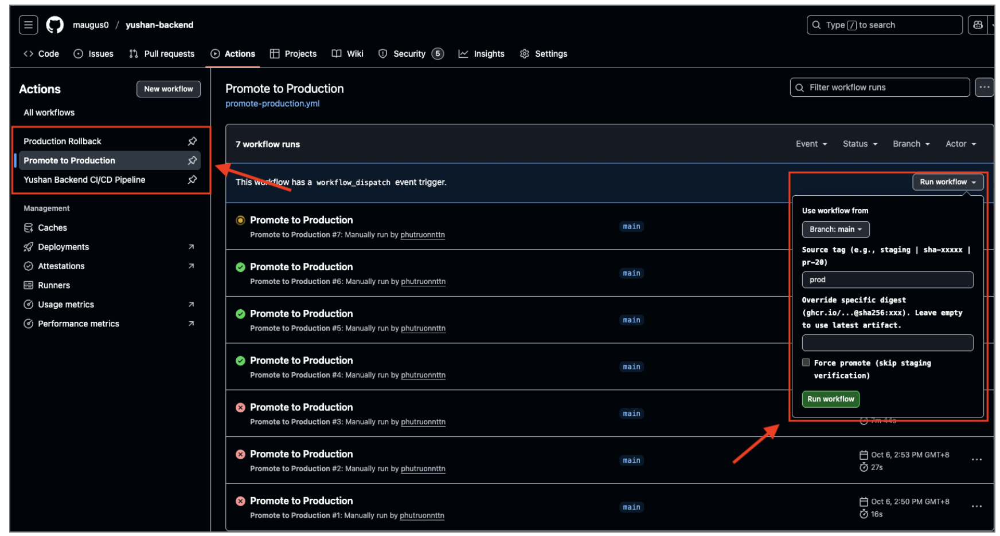 maugus0 / yushan-backend
Type / to search
Code
Issues
Pull requests
Actions
Projects
Wiki
Security 5
Insights
Settings
Actions
New workflow
All workflows
Production Rollback
Promote to Production
Yushan Backend CI/CD Pipeline
Management
Caches
Deployments
Attestations
Runners
Usage metrics
Performance metrics
Promote to Production
promote-production.yml
Filter workflow runs
7 workflow runs
Event
Status
Branch
Actor
This workflow has a workflow_dispatch event trigger.
Run workflow
Use workflow from
Branch: main
Source tag (e.g., staging | sha-xxxxx |
pr-20)
prod
Override specific digest
(ghcr.io/...@sha256:xxx). Leave empty
to use latest artifact.
Force promote (skip staging
verification)
Run workflow
Promote to Production
Promote to Production #7: Manually run by phutruonnttn
main
Promote to Production
Promote to Production #6: Manually run by phutruonnttn
main
Promote to Production
Promote to Production #5: Manually run by phutruonnttn
main
Promote to Production
Promote to Production #4: Manually run by phutruonnttn
main
Promote to Production
Promote to Production #3: Manually run by phutruonnttn
main
7m 44s
Promote to Production
Promote to Production #2: Manually run by phutruonnttn
main
Oct 6, 2:53 PM GMT+8
27s
Promote to Production
Promote to Production #1: Manually run by phutruonnttn
main
Oct 6, 2:50 PM GMT+8
16s